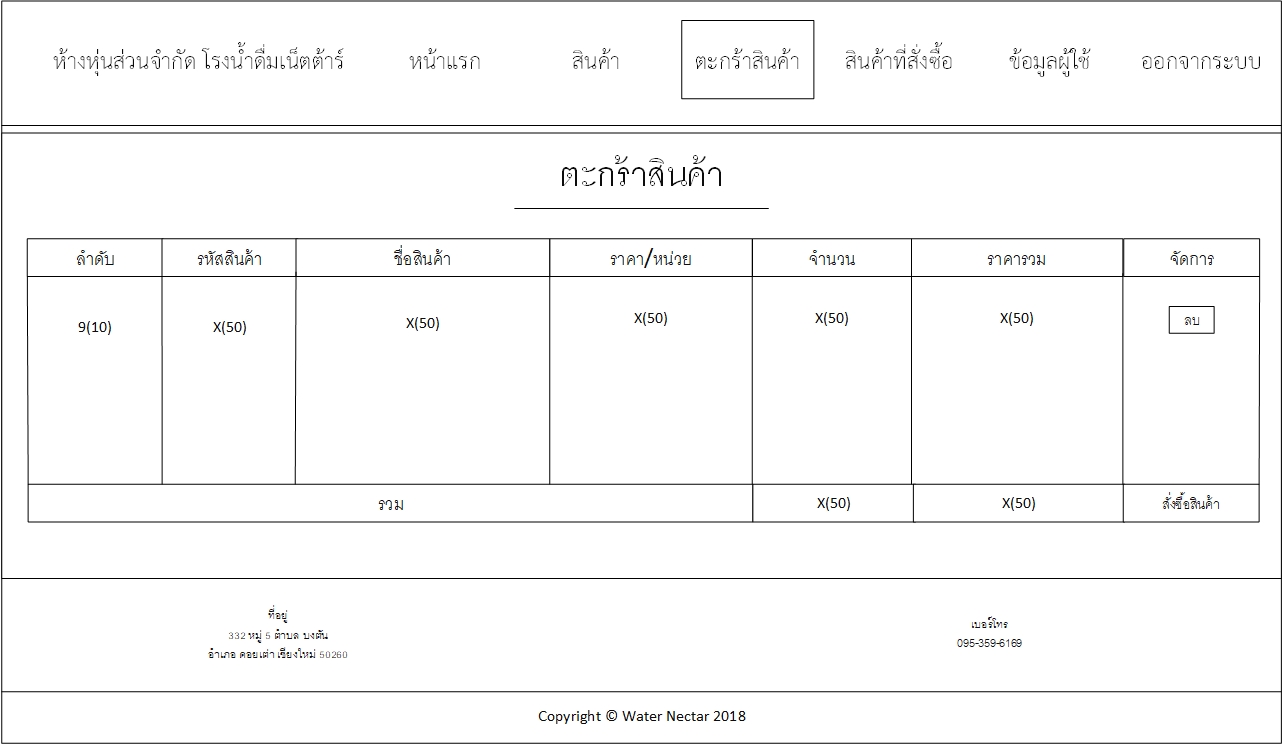 ห้างหุ่นส่วนจำกัด โรงน้ำดื่มเน็ตต้าร์ หน้าแรก สินค้า ตะกร้าสินค้า สินค้าที่สั่งซื้อ ข้อมูลผู้ใช้ ออกจากระบบ
ตะกร้าสินค้า
ลำดับ รหัสสินค้า ชื่อสินค้า ราคา/หน่วย จำนวน ราคารวม จัดการ
9(10) X(50) X(50) X(50) X(50) X(50) ลบ
รวม X(50) X(50) สั่งซื้อสินค้า
ที่อยู่
332 หมู่ 5 ตำบล บงตัน
อำเภอ ดอยเต่า เชียงใหม่ 50260
เบอร์โทร
095-359-6169
Copyright © Water Nectar 2018